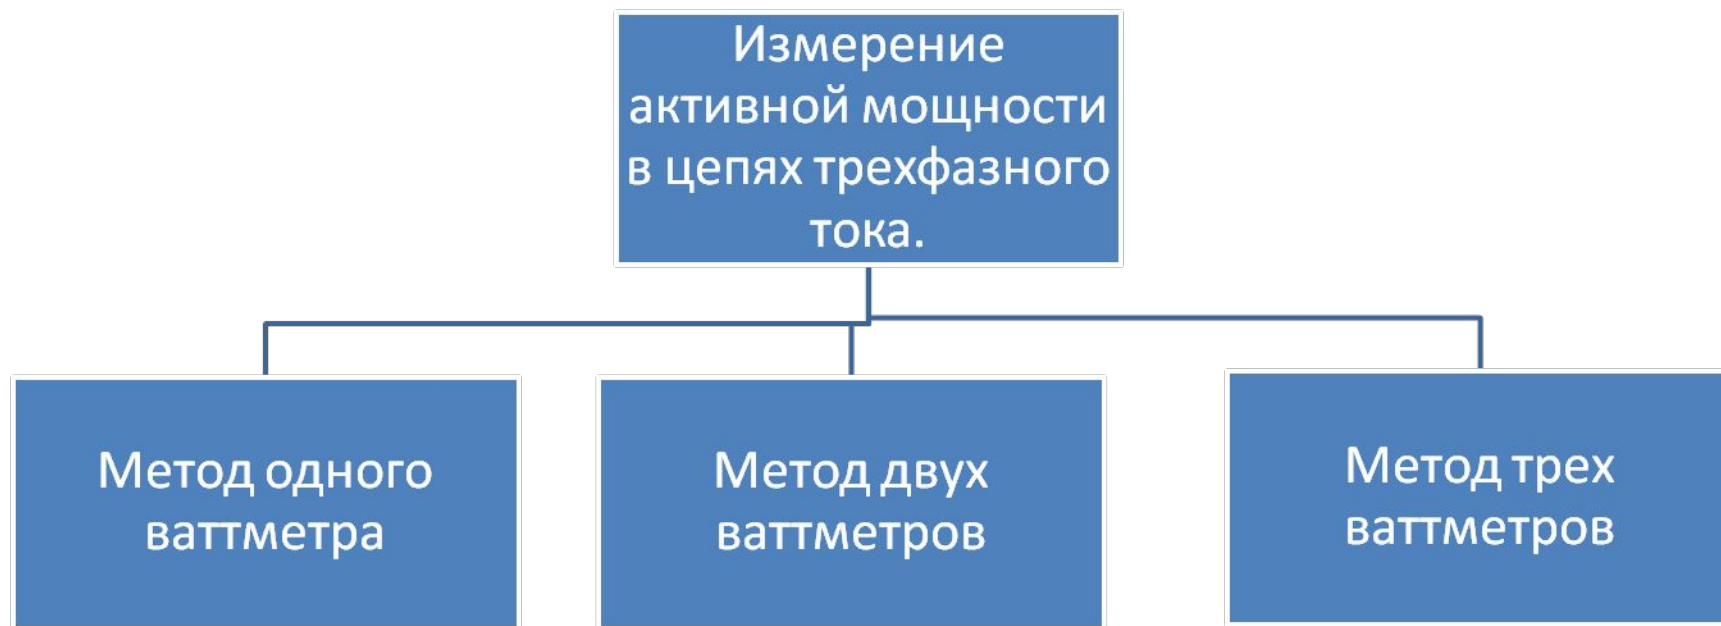 Измерение
активной мощности
в цепях трехфазного
тока.
Метод одного
ваттметра
Метод двух
ваттметров
Метод трех
ваттметров